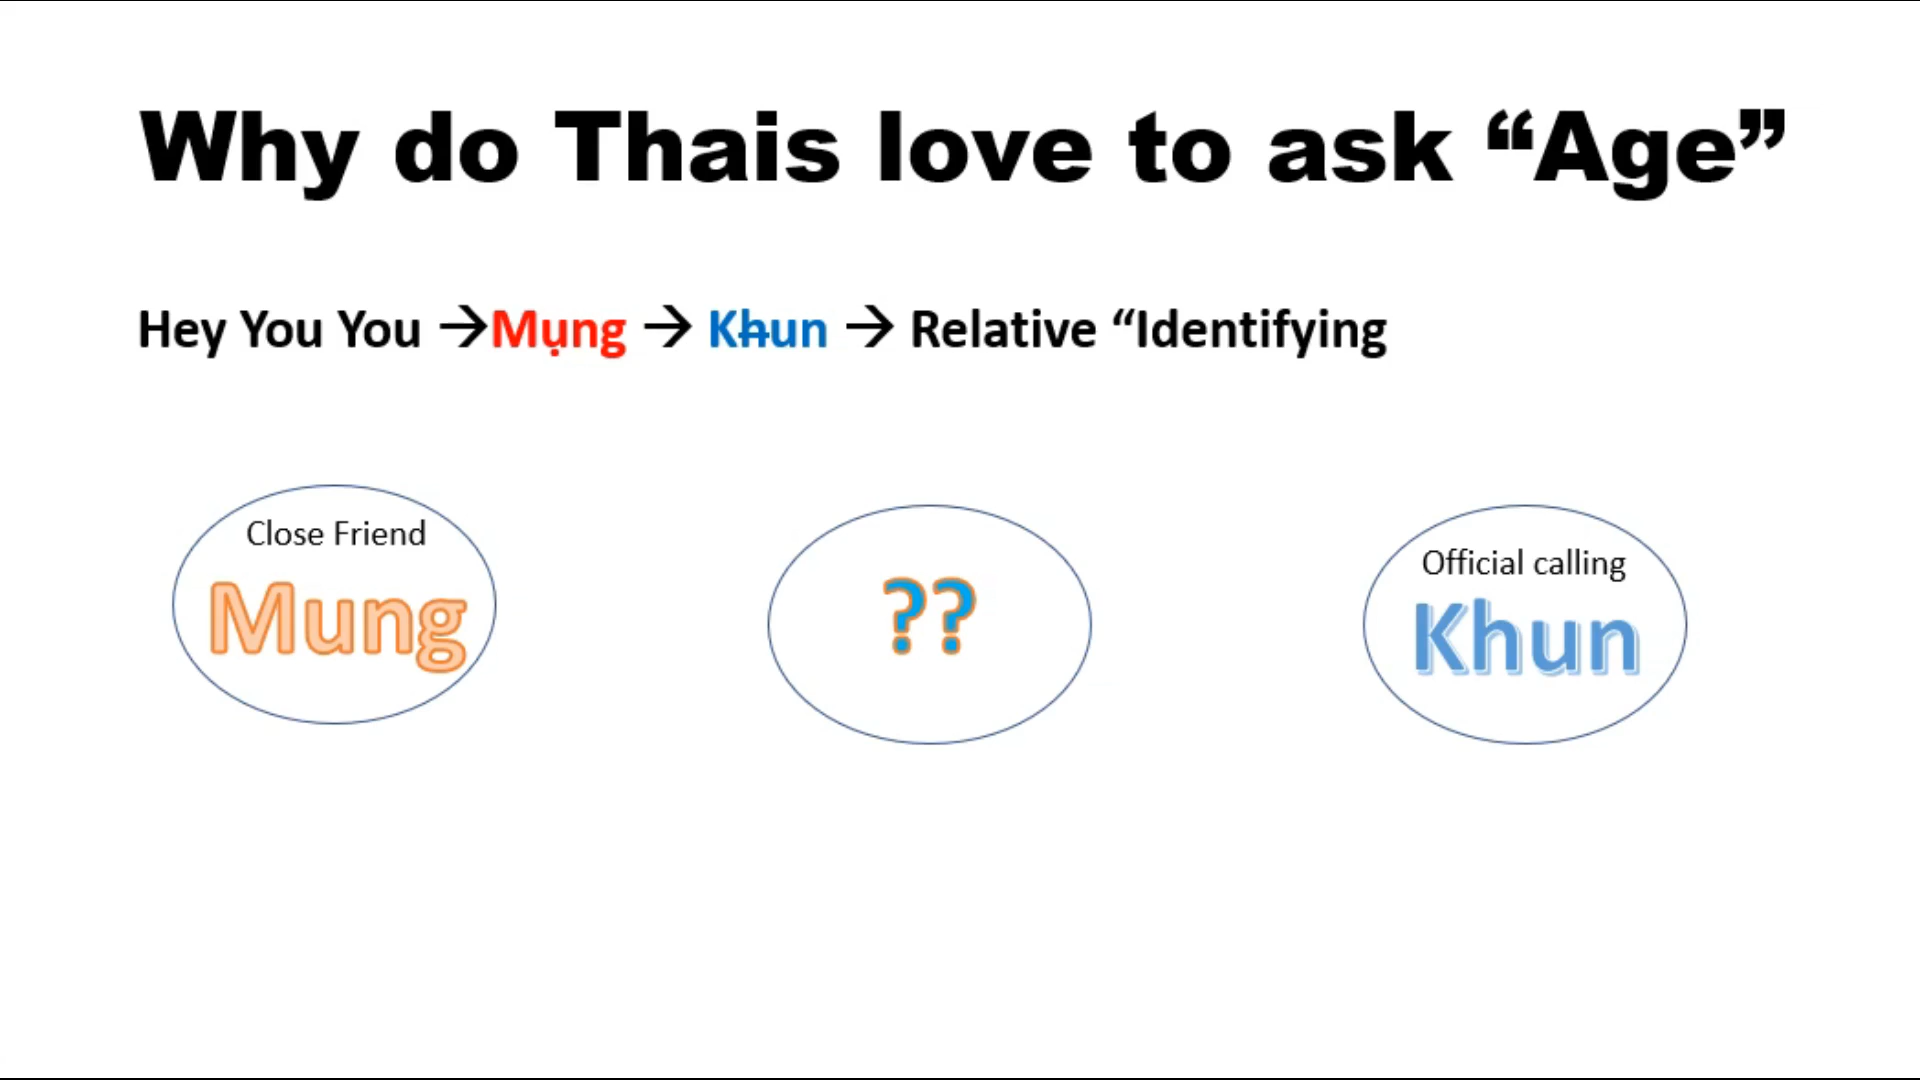 Why do Thais love to ask “Age”
Hey You You →Mụng → Khun → Relative “Identifying
Close Friend
Mung
??
Official calling
Khun